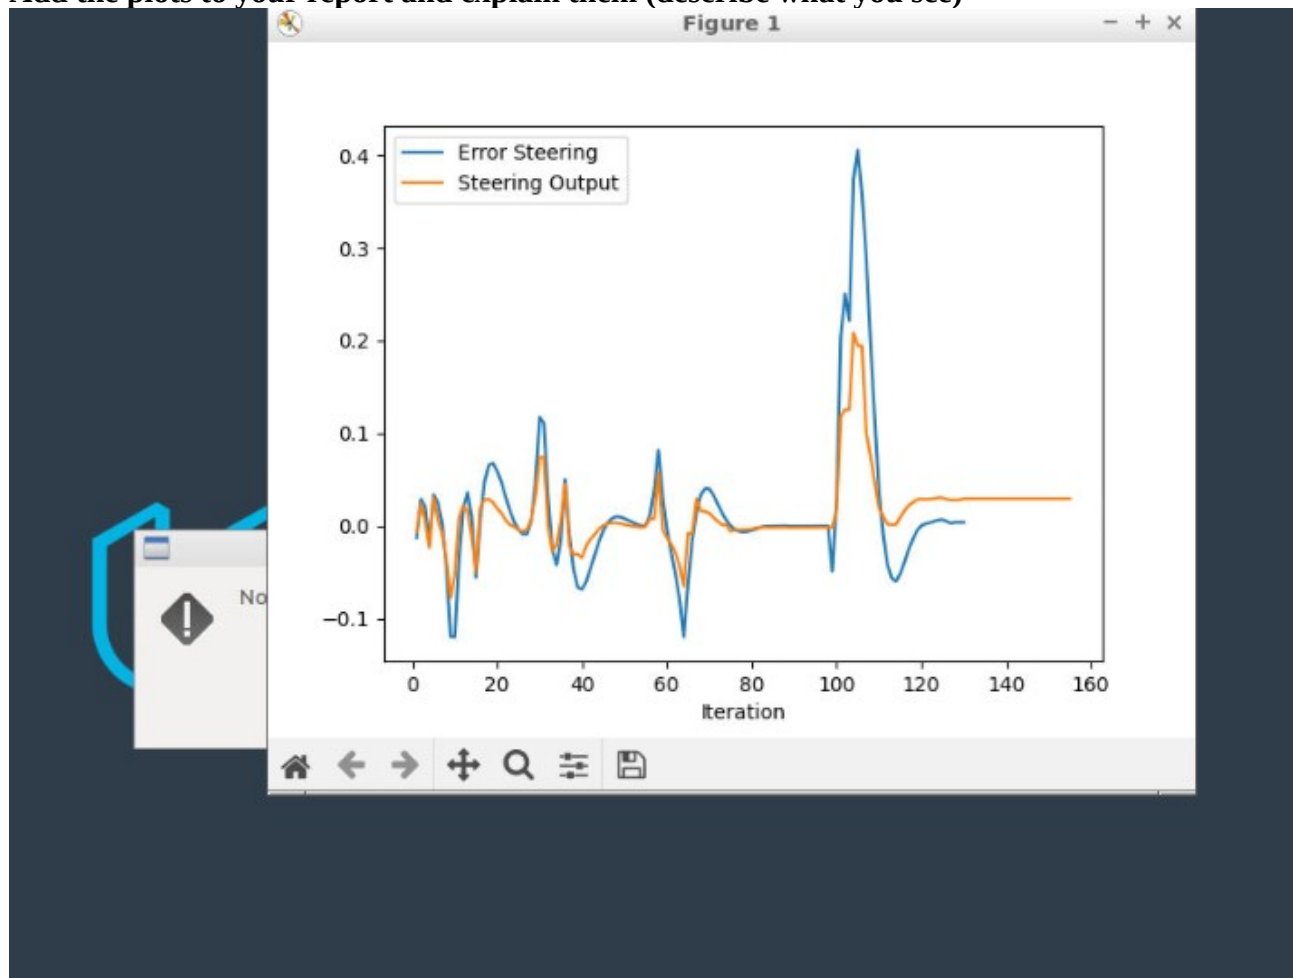 Add the plots to your report and explain them (describe what you see)
Figure 1
Error Steering
Steering Output
0.4
0.3
0.2
0.1
0.0
−0.1
0 20 40 60 80 100 120 140 160
Iteration
No